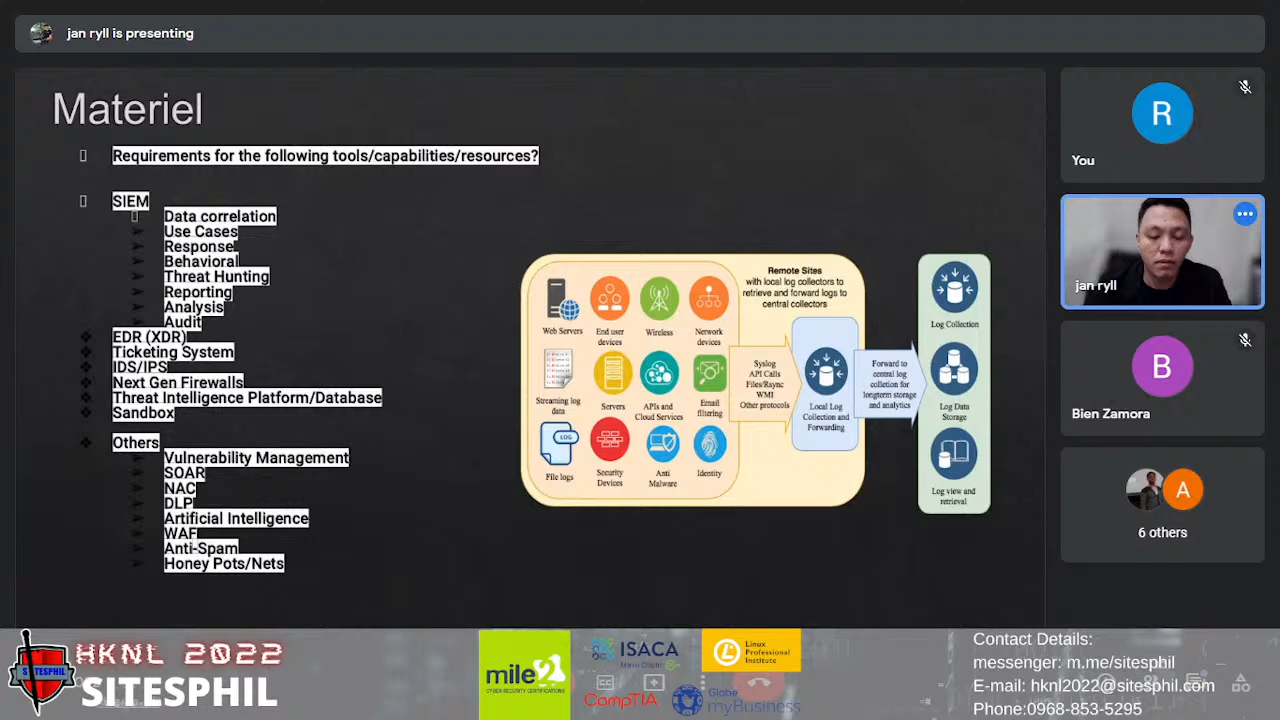 jan ryll is presenting
Materiel
Requirements for the following tools/capabilities/resources?
SIEM
Data correlation
Use Cases
Response
Behavioral
Threat Hunting
Reporting
Analysis
Audit
EDR (XDR)
Ticketing System
IDS/IPS
Next Gen Firewalls
Threat Intelligence Platform/Database
Sandbox
Others
Vulnerability Management
SOAR
NAC
DLP
Artificial Intelligence
WAF
Anti-Spam
Honey Pots/Nets
Remote Sites
with local log collectors to
retrieve and forward logs to
central collectors
Web Servers
End user
devices
Wireless
Network
devices
Streaming log
data
Servers
APIs and
Cloud Services
Email
filtering
LOG
File logs
Security
Devices
Anti
Malware
Identity
Syslog
API Calls
Files/Rsync
WMI
Other protocols
Local Log
Collection and
Forwarding
Forward to
central log
colletion for
longterm storage
and analytics
Log Collection
Log Data
Storage
Log view and
retrieval
R
You
jan ryll
B
Bien Zamora
A
6 others
SITESPHIL
HKNL 2022
SITESPHIL
mile2
CYBER SECURITY CERTIFICATIONS
ISACA
Manila Chapter
Linux
Professional
Institute
CompTIA
Globe
myBusiness
Contact Details:
messenger: m.me/sitesphil
E-mail: hknl2022@sitesphil.com
Phone:0968-853-5295